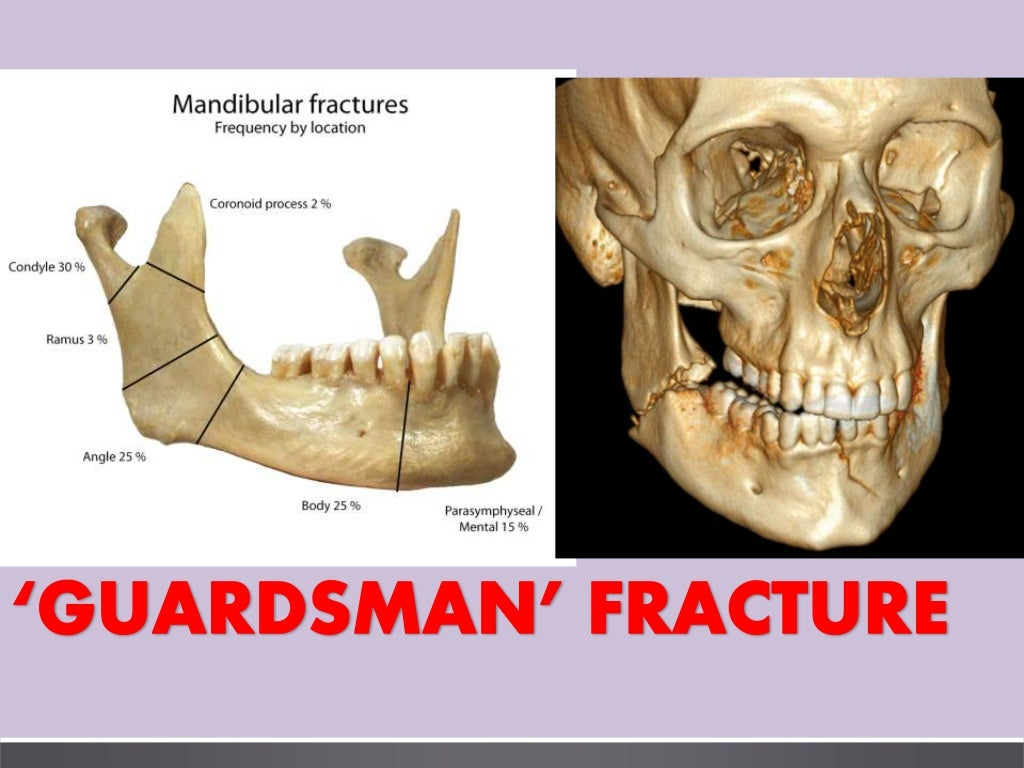 Mandibular fractures
Frequency by location
Coronoid process 2 %
Condyle 30 %
Ramus 3 %
Angle 25 %
Body 25 %
Parasymphyseal /
Mental 15 %
‘GUARDSMAN’ FRACTURE